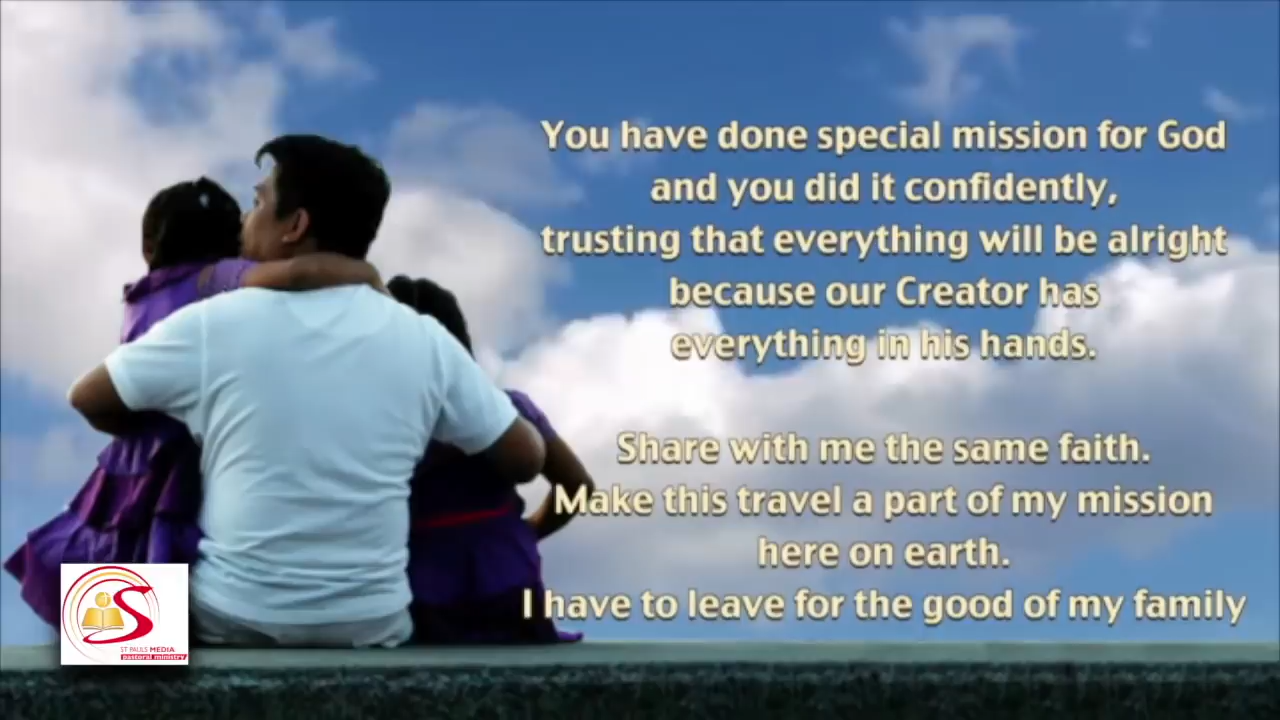 You have done special mission for God
and you did it confidently,
trusting that everything will be alright
because our Creator has
everything in his hands.
Share with me the same faith.
Make this travel a part of my mission
here on earth.
I have to leave for the good of my family
S
ST PAULS MEDIA
pastoral ministry